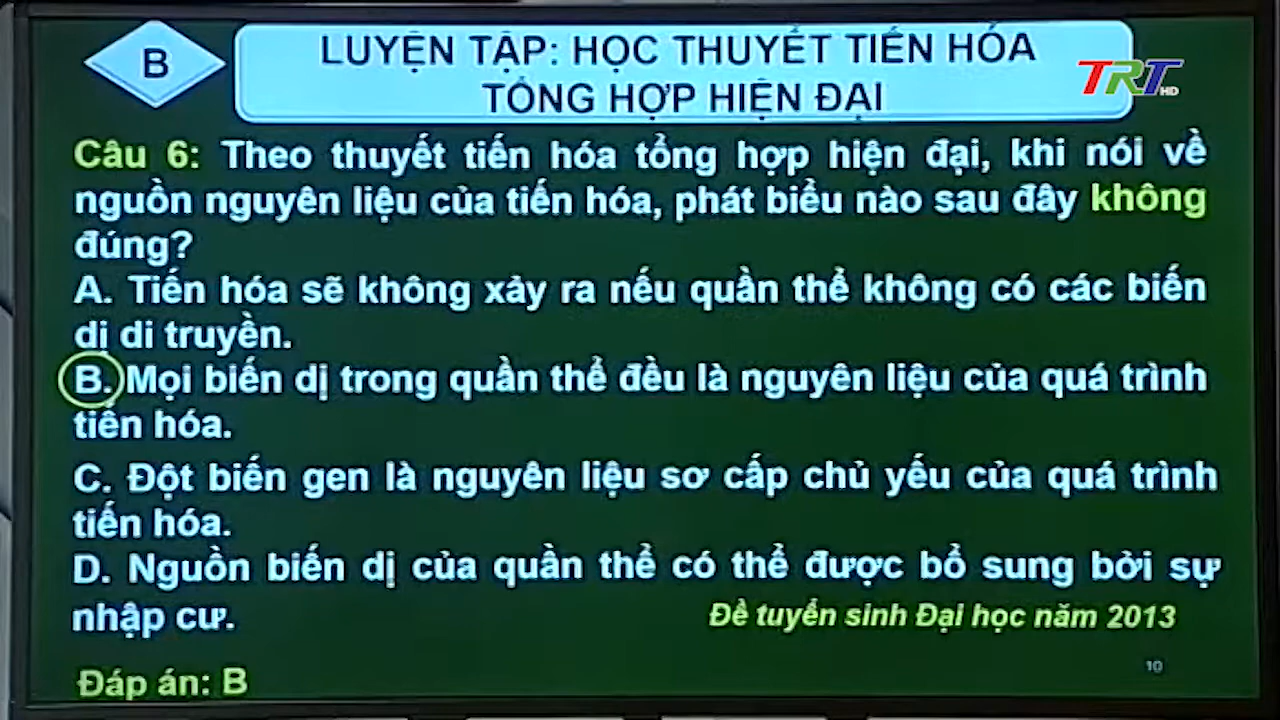 B
LUYỆN TẬP: HỌC THUYẾT TIẾN HÓA
TỔNG HỢP HIỆN ĐẠI
TRT HD
Câu 6: Theo thuyết tiến hóa tổng hợp hiện đại, khi nói về
nguồn nguyên liệu của tiến hóa, phát biểu nào sau đây không
đúng?
A. Tiến hóa sẽ không xảy ra nếu quần thể không có các biến
dị di truyền.
B. Mọi biến dị trong quần thể đều là nguyên liệu của quá trình
tiến hóa.
C. Đột biến gen là nguyên liệu sơ cấp chủ yếu của quá trình
tiến hóa.
D. Nguồn biến dị của quần thể có thể được bổ sung bởi sự
nhập cư.
Đề tuyển sinh Đại học năm 2013
10
Đáp án: B